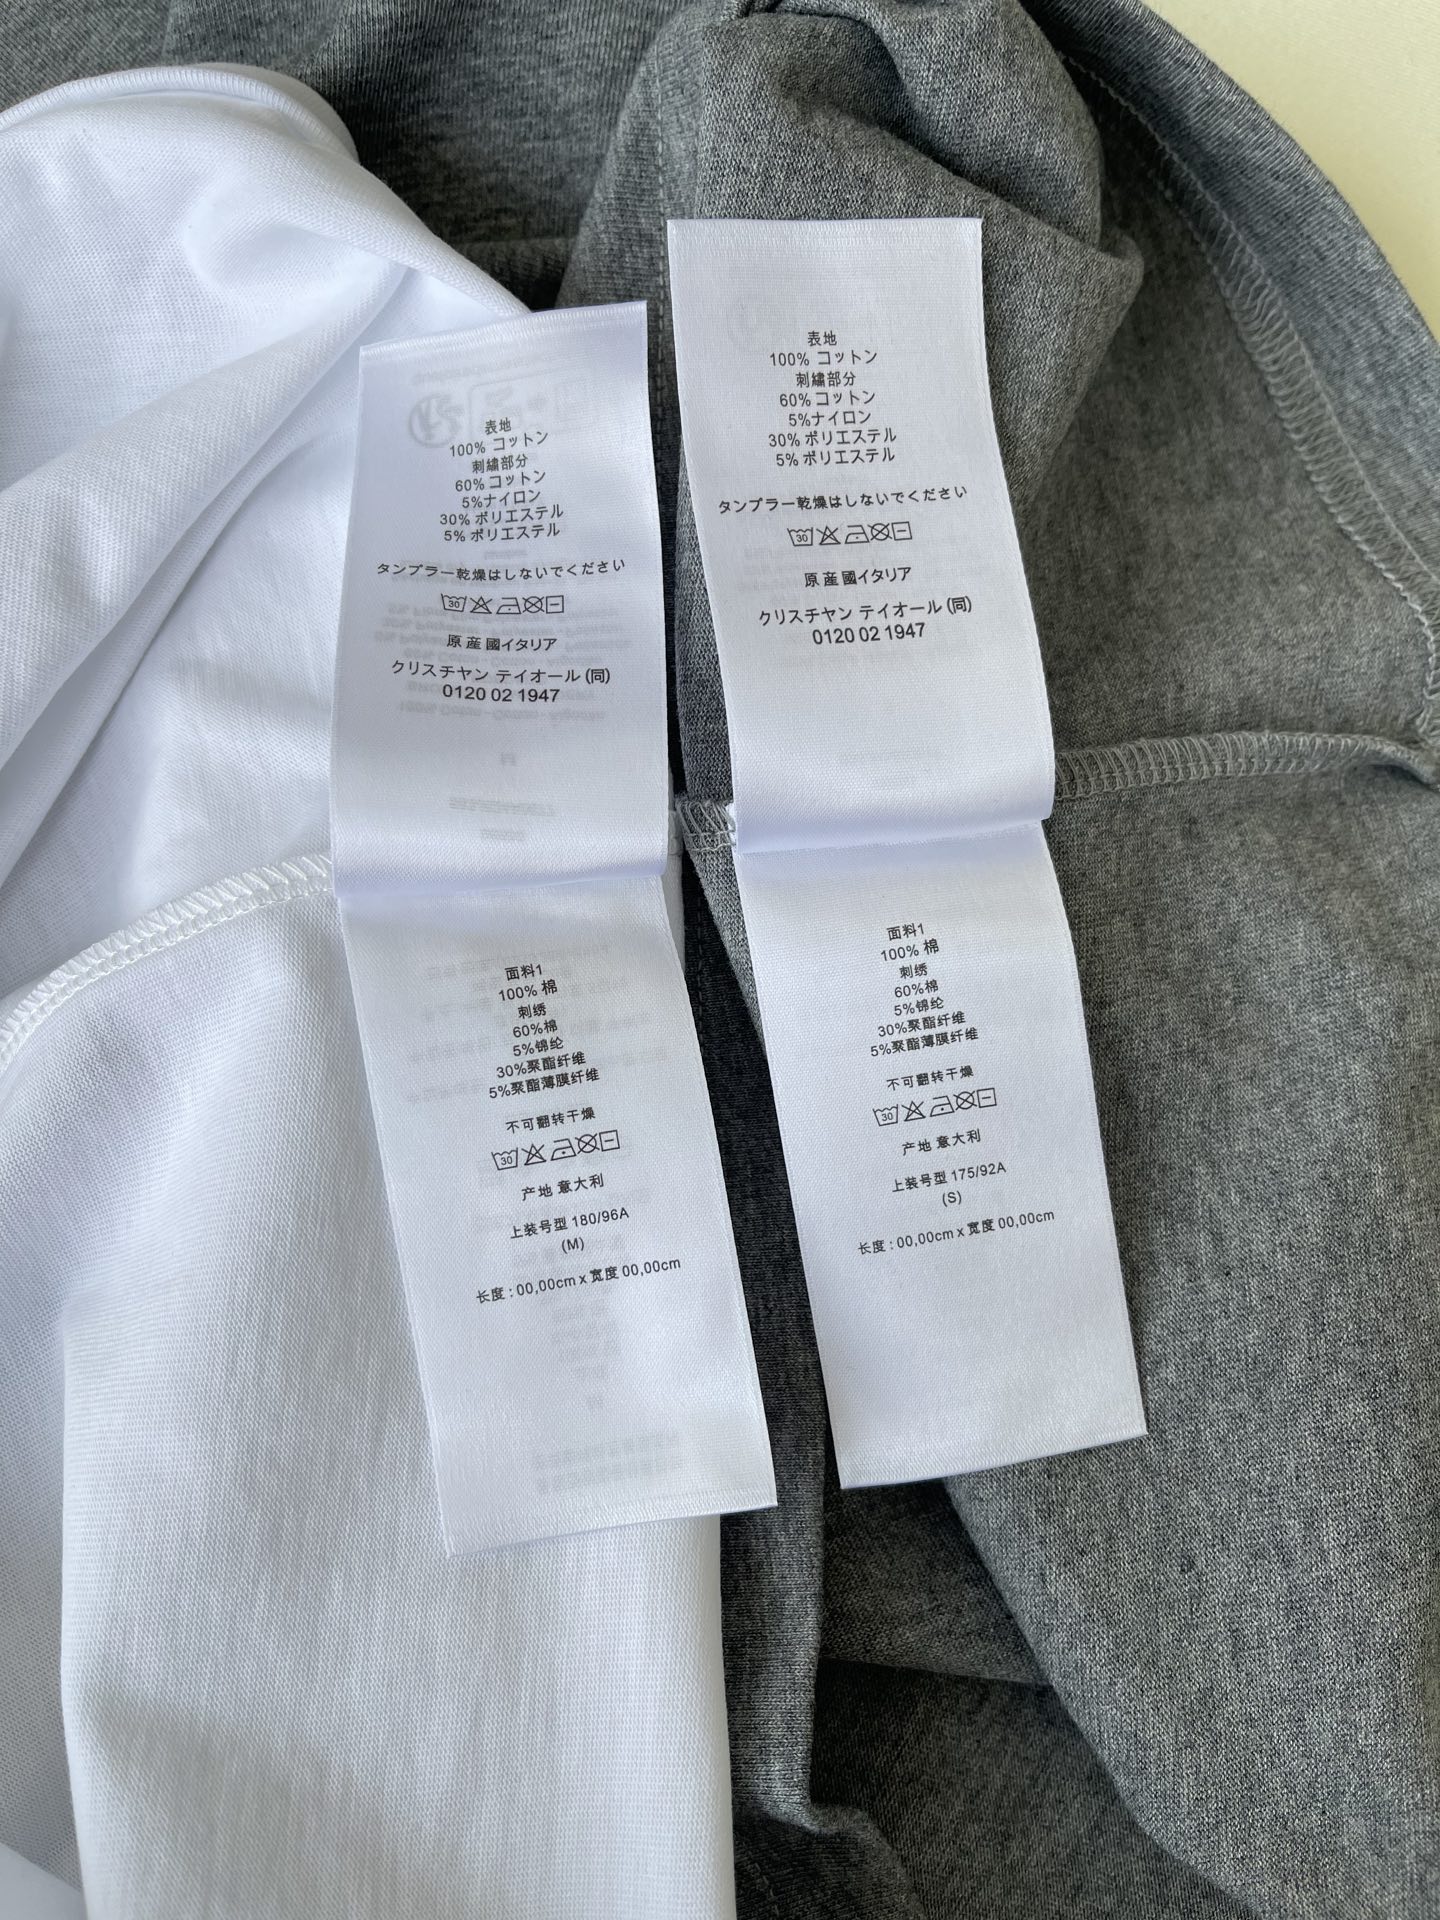 表地
100% コットン
刺繍部分
60% コットン
5%ナイロン
30% ポリエステル
5% ポリエステル
タンブラー乾燥はしないでください
30
原 産 國イタリア
クリスチャン テイオール (同)
0120 02 1947
面料1
100% 棉
刺绣
60%棉
5%锦纶
30%聚酯纤维
5%聚酯薄膜纤维
不可翻转干燥
30
产地 意大利
上装号型 180/96A
(M)
长度 : 00,00cm x 宽度 00,00cm
表地
100% コットン
刺繍部分
60% コットン
5%ナイロン
30% ポリエステル
5% ポリエステル
タンブラー乾燥はしないでください
30
原 産 國イタリア
クリスチャン テイオール (同)
0120 02 1947
面料1
100% 棉
刺绣
60%棉
5%锦纶
30%聚酯纤维
5%聚酯薄膜纤维
不可翻转干燥
30
产地 意大利
上装号型 175/92A
(S)
长度 : 00,00cm x 宽度 00,00cm